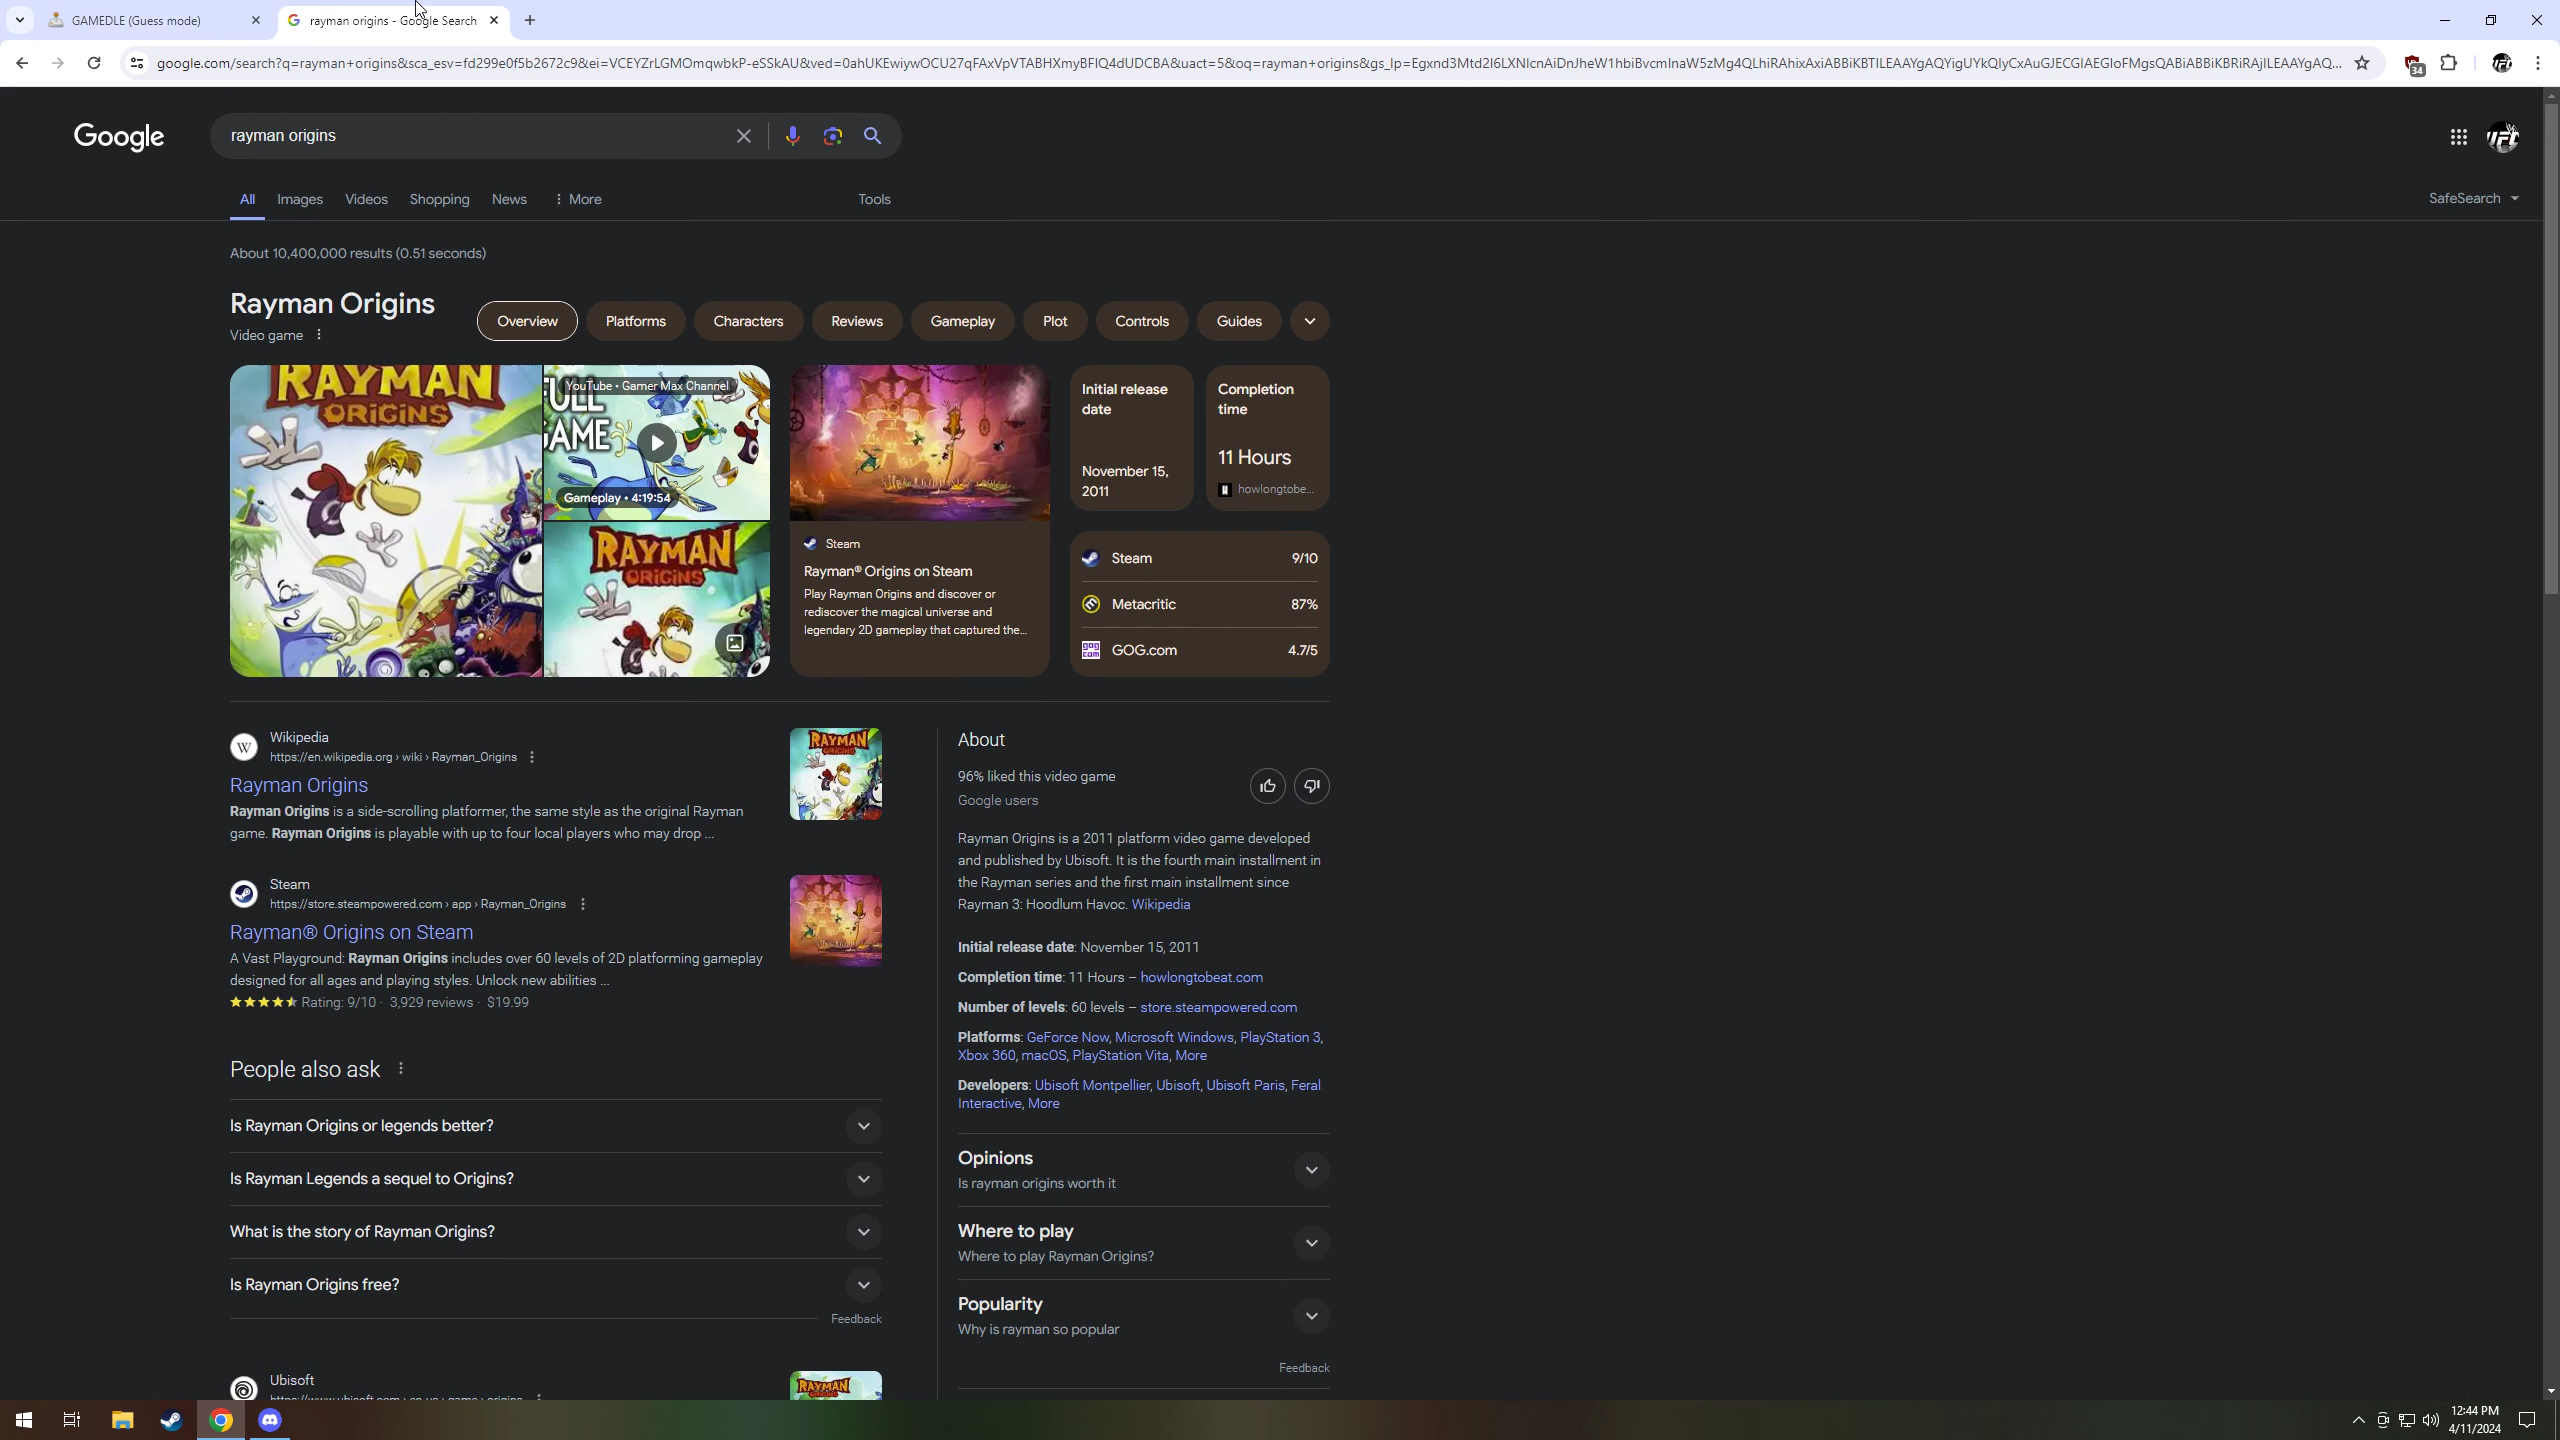 GAMEDLE (Guess mode)
rayman origins - Google Search
google.com/search?q=rayman+origins&sca_esv=fd299e0f5b2672c9&ei=VCEYZrLGMOmqwbkP-eSSkAU&ved=0ahUKEwiywOCU27qFAxVpVTABHXmyBFIQ4dUDCBA&uact=5&oq=rayman+origins&gs_lp=Egxnd3Mtd2l6LXNlcnAiDnJheW1hbiBvcmlnaW5zMg4QLhiRAhixAxiABBiKBTILEAAYgAQYigUYkQIyCxAuGJECGIAEGIoFMgsQABiABBiKBRiRAjILEAAYgAQ...
34
Google
rayman origins
All
Images
Videos
Shopping
News
More
Tools
SafeSearch
About 10,400,000 results (0.51 seconds)
Rayman Origins
Video game
Overview
Platforms
Characters
Reviews
Gameplay
Plot
Controls
Guides
RAYMAN
ORIGINS
YouTube • Gamer Max Channel
FULL
GAME
Gameplay • 4:19:54
RAYMAN
ORIGINS
Steam
Rayman® Origins on Steam
Play Rayman Origins and discover or
rediscover the magical universe and
legendary 2D gameplay that captured the...
Initial release
date
November 15,
2011
Completion
time
11 Hours
howlongtobe...
Steam 9/10
Metacritic 87%
GOG.com 4.7/5
Wikipedia
https://en.wikipedia.org › wiki › Rayman_Origins
Rayman Origins
Rayman Origins is a side-scrolling platformer, the same style as the original Rayman
game. Rayman Origins is playable with up to four local players who may drop ...
RAYMAN
ORIGINS
Steam
https://store.steampowered.com › app › Rayman_Origins
Rayman® Origins on Steam
A Vast Playground: Rayman Origins includes over 60 levels of 2D platforming gameplay
designed for all ages and playing styles. Unlock new abilities ...
Rating: 9/10 · 3,929 reviews · $19.99
People also ask
Is Rayman Origins or legends better?
Is Rayman Legends a sequel to Origins?
What is the story of Rayman Origins?
Is Rayman Origins free?
Feedback
Ubisoft
RAYMAN
ORIGINS
About
96% liked this video game
Google users
Rayman Origins is a 2011 platform video game developed
and published by Ubisoft. It is the fourth main installment in
the Rayman series and the first main installment since
Rayman 3: Hoodlum Havoc. Wikipedia
Initial release date: November 15, 2011
Completion time: 11 Hours – howlongtobeat.com
Number of levels: 60 levels – store.steampowered.com
Platforms: GeForce Now, Microsoft Windows, PlayStation 3,
Xbox 360, macOS, PlayStation Vita, More
Developers: Ubisoft Montpellier, Ubisoft, Ubisoft Paris, Feral
Interactive, More
Opinions
Is rayman origins worth it
Where to play
Where to play Rayman Origins?
Popularity
Why is rayman so popular
Feedback
12:44 PM
4/11/2024